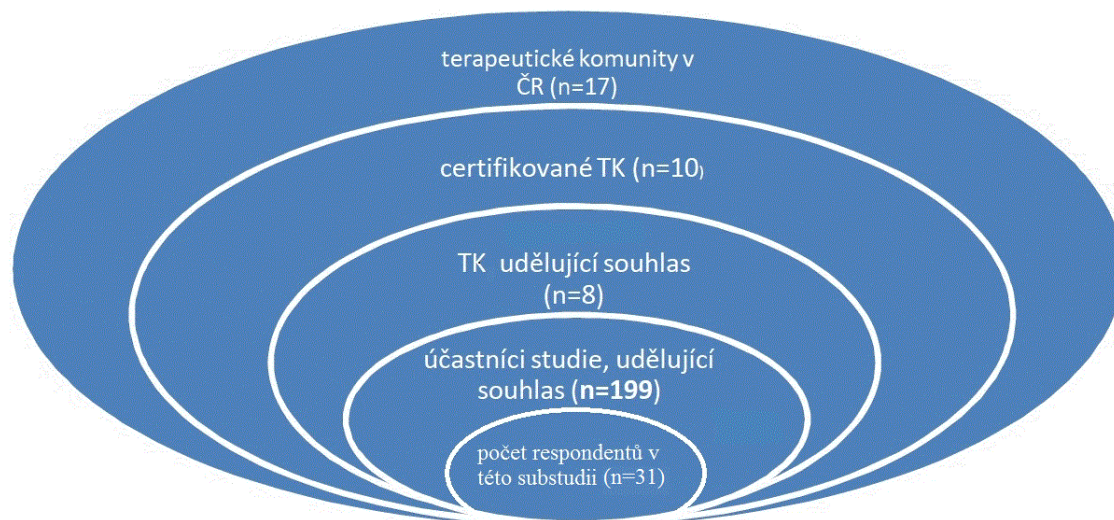 terapeutické komunity v
ČR (n=17)
certifikované TK (n=10)
TK udělující souhlas
(n=8)
účastníci studie, udělující
souhlas (n=199)
počet respondentů v
této substudii (n=31)